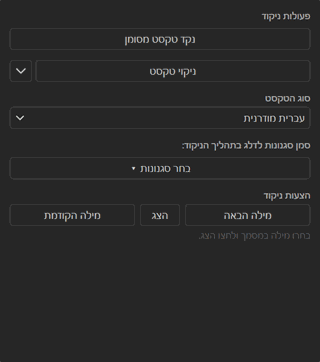 פעולות ניקוד
נקד טקסט מסומן
ניקוי טקסט
סוג הטקסט
עברית מודרנית
סמן סגנונות לדלג בתהליך הניקוד:
בחר סגנונות ▼
הצעות ניקוד
מילה הבאה הצג מילה הקודמת
בחרו מילה במסמך ולחצו הצג.